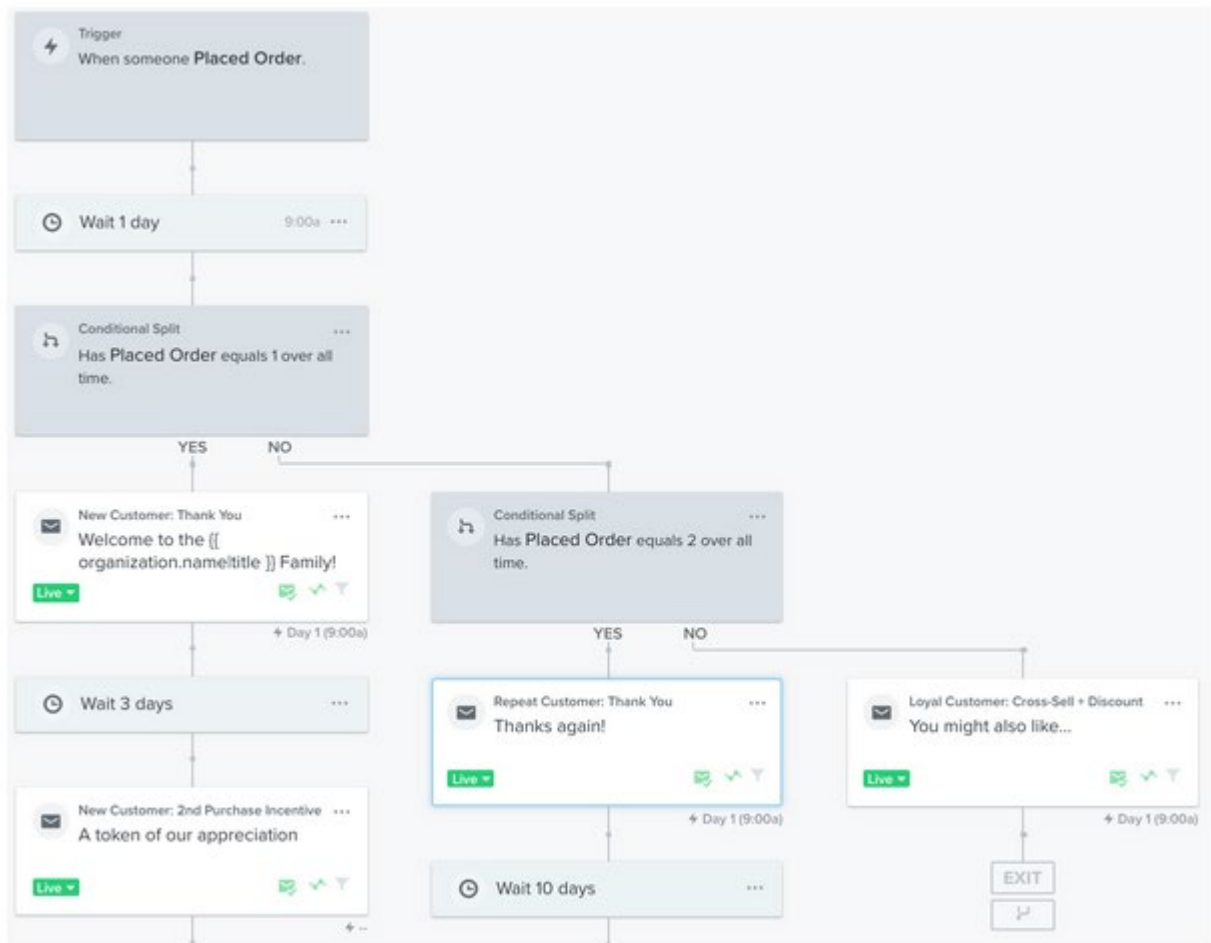 Trigger
When someone Placed Order.
Wait 1 day
9:00a
Conditional Split
Has Placed Order equals 1 over all
time.
YES
NO
New Customer: Thank You
Welcome to the {{
organization.name|title }} Family!
Live
Day 1 (9:00a)
Conditional Split
Has Placed Order equals 2 over all
time.
YES
NO
Wait 3 days
Repeat Customer: Thank You
Thanks again!
Live
Day 1 (9:00a)
Loyal Customer: Cross-Sell + Discount
You might also like...
Live
Day 1 (9:00a)
New Customer: 2nd Purchase Incentive
A token of our appreciation
Live
--
Wait 10 days
EXIT